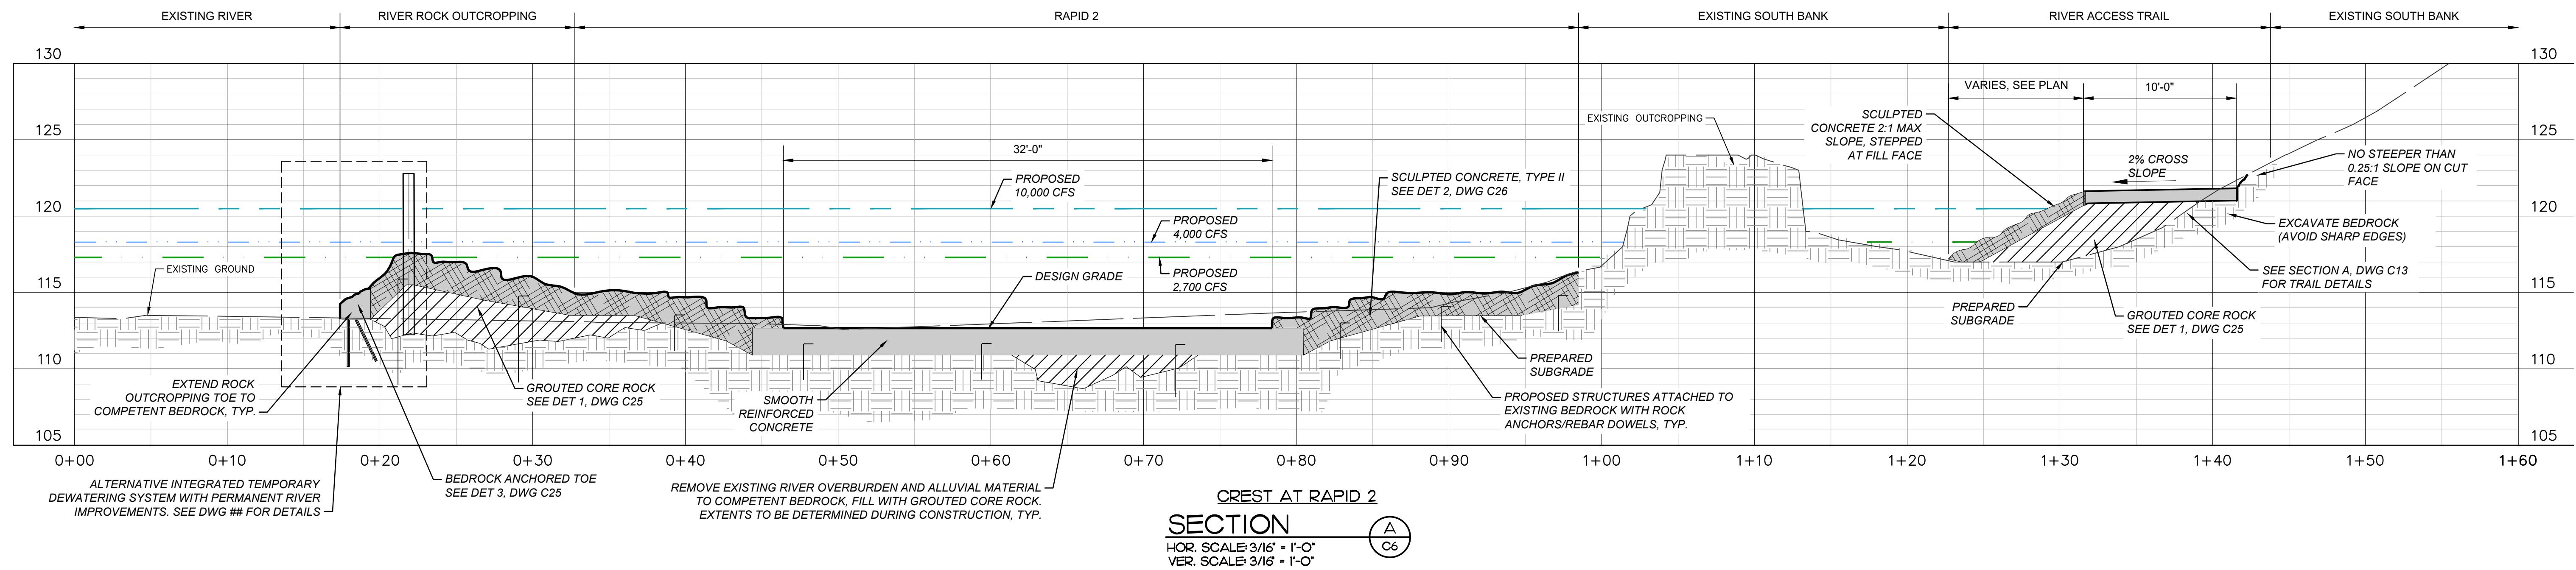 EXISTING RIVER
RIVER ROCK OUTCROPPING
RAPID 2
EXISTING SOUTH BANK
RIVER ACCESS TRAIL
EXISTING SOUTH BANK
130
130
VARIES, SEE PLAN
10'-0"
125
125
EXISTING OUTCROPPING
SCULPTED
CONCRETE 2:1 MAX
SLOPE, STEPPED
AT FILL FACE
32'-0"
2% CROSS
SLOPE
NO STEEPER THAN
0.25:1 SLOPE ON CUT
FACE
PROPOSED
10,000 CFS
SCULPTED CONCRETE, TYPE II
SEE DET 2, DWG C26
120
120
PROPOSED
4,000 CFS
EXCAVATE BEDROCK
(AVOID SHARP EDGES)
EXISTING GROUND
DESIGN GRADE
PROPOSED
2,700 CFS
SEE SECTION A, DWG C13
FOR TRAIL DETAILS
115
115
PREPARED
SUBGRADE
GROUTED CORE ROCK
SEE DET 1, DWG C25
110
110
PREPARED
SUBGRADE
EXTEND ROCK
OUTCROPPING TOE TO
COMPETENT BEDROCK, TYP.
GROUTED CORE ROCK
SEE DET 1, DWG C25
SMOOTH
REINFORCED
CONCRETE
PROPOSED STRUCTURES ATTACHED TO
EXISTING BEDROCK WITH ROCK
ANCHORS/REBAR DOWELS, TYP.
105
105
0+00
0+10
0+20
0+30
0+40
0+50
0+60
0+70
0+80
0+90
1+00
1+10
1+20
1+30
1+40
1+50
1+60
ALTERNATIVE INTEGRATED TEMPORARY
DEWATERING SYSTEM WITH PERMANENT RIVER
IMPROVEMENTS. SEE DWG ## FOR DETAILS
BEDROCK ANCHORED TOE
SEE DET 3, DWG C25
REMOVE EXISTING RIVER OVERBURDEN AND ALLUVIAL MATERIAL
TO COMPETENT BEDROCK, FILL WITH GROUTED CORE ROCK.
EXTENTS TO BE DETERMINED DURING CONSTRUCTION, TYP.
CREST AT RAPID 2
SECTION
A
C6
HOR. SCALE: 3/16" = 1'-0"
VER. SCALE: 3/16" = 1'-0"